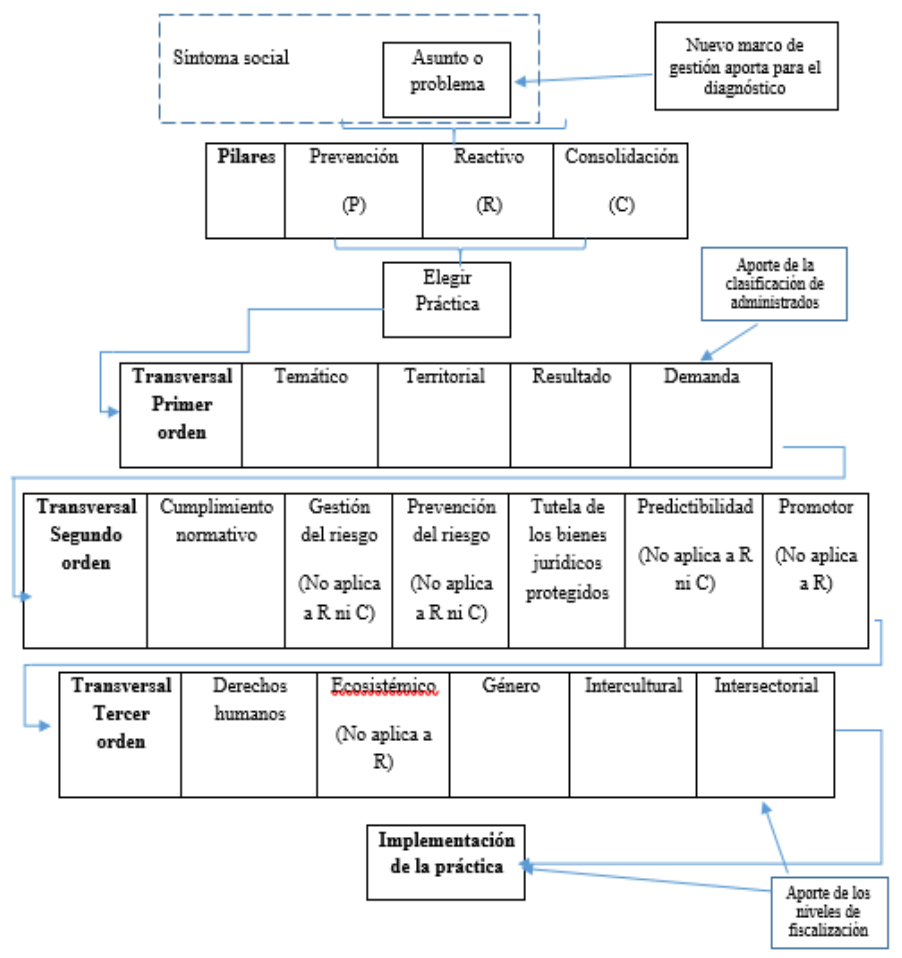 Síntoma social
Asunto o
problema
Nuevo marco de
gestión aporta para el
diagnóstico
Pilares
Prevención
(P)
Reactivo
(R)
Consolidación
(C)
Elegir
Práctica
Aporte de la
clasificación de
administrados
Transversal
Primer
orden
Temático
Territorial
Resultado
Demanda
Transversal
Segundo
orden
Cumplimiento
normativo
Gestión
del riesgo
(No aplica
a R ni C)
Prevención
del riesgo
(No aplica
a R ni C)
Tutela de
los bienes
jurídicos
protegidos
Predictibilidad
(No aplica a R
ni C)
Promotor
(No aplica
a R)
Transversal
Tercer
orden
Derechos
humanos
Ecosistémico
(No aplica a
R)
Género
Intercultural
Intersectorial
Implementación
de la práctica
Aporte de los
niveles de
fiscalización